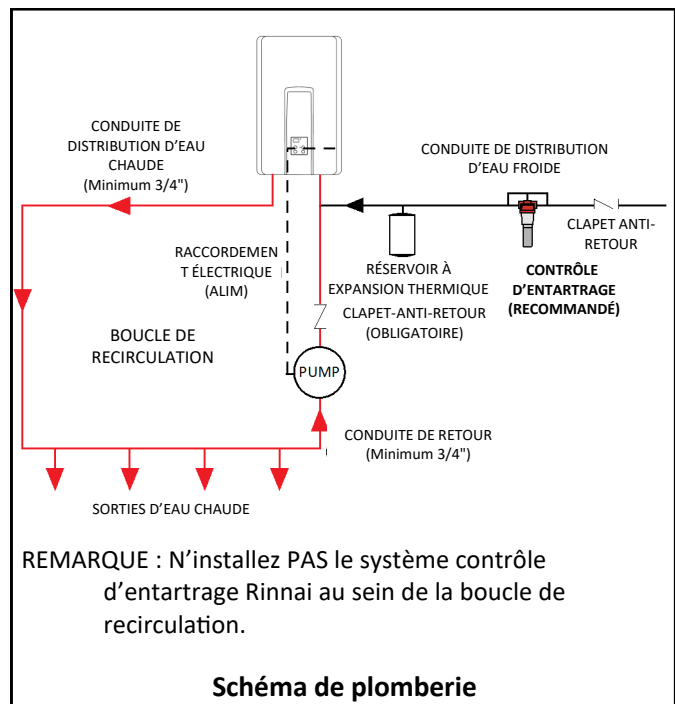 CONDUITE DE
DISTRIBUTION D'EAU
CHAUDE
(Minimum 3/4")
CONDUITE DE DISTRIBUTION
D'EAU FROIDE
CLAPET ANTI-
RETOUR
RACCORDEMEN
T ÉLECTRIQUE
(ALIM)
RÉSERVOIR À
EXPANSION THERMIQUE
CONTRÔLE
D'ENTARTRAGE
(RECOMMANDÉ)
CLAPET-ANTI-RETOUR
(OBLIGATOIRE)
BOUCLE DE
RECIRCULATION
PUMP
CONDUITE DE RETOUR
(Minimum 3/4")
SORTIES D'EAU CHAUDE
REMARQUE : N'installez PAS le système contrôle
d'entartrage Rinnai au sein de la boucle de
recirculation.
Schéma de plomberie